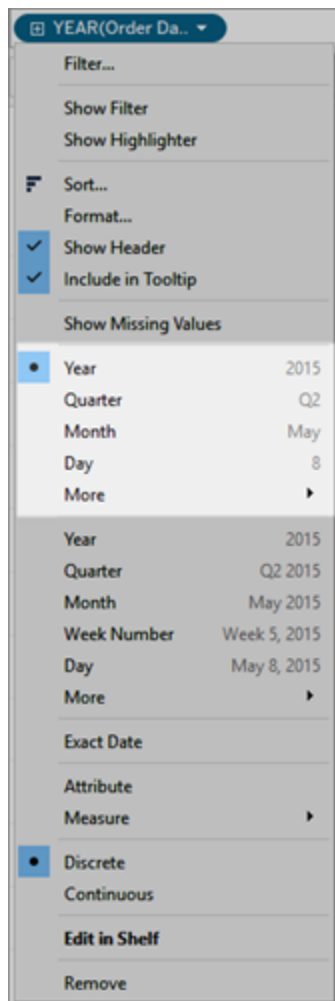 YEAR(Order Da..
Filter...
Show Filter
Show Highlighter
Sort...
Format...
Show Header
Include in Tooltip
Show Missing Values
Year 2015
Quarter Q2
Month May
Day 8
More
Year 2015
Quarter Q2 2015
Month May 2015
Week Number Week 5, 2015
Day May 8, 2015
More
Exact Date
Attribute
Measure
Discrete
Continuous
Edit in Shelf
Remove